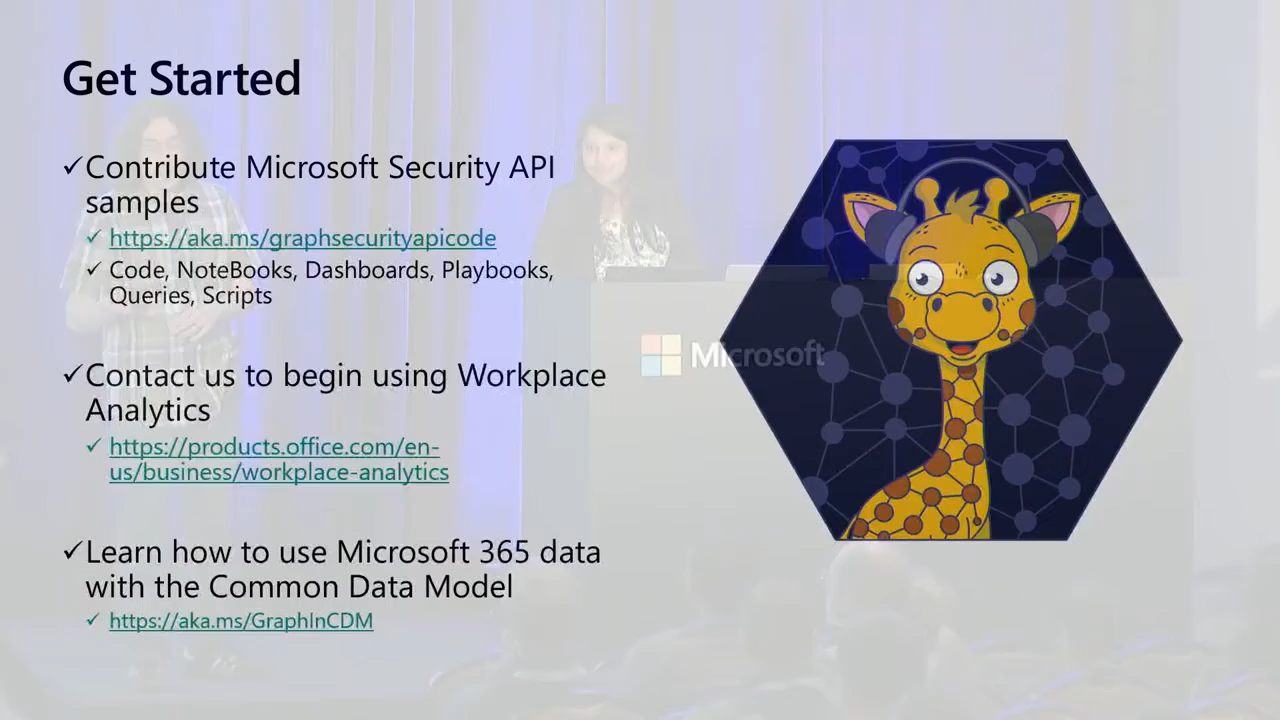 Get Started
✓Contribute Microsoft Security API
samples
✓ https://aka.ms/graphsecurityapicode
✓ Code, NoteBooks, Dashboards, Playbooks,
Queries, Scripts
✓Contact us to begin using Workplace
Analytics
✓ https://products.office.com/en-
us/business/workplace-analytics
✓Learn how to use Microsoft 365 data
with the Common Data Model
✓ https://aka.ms/GraphInCDM
Microsoft